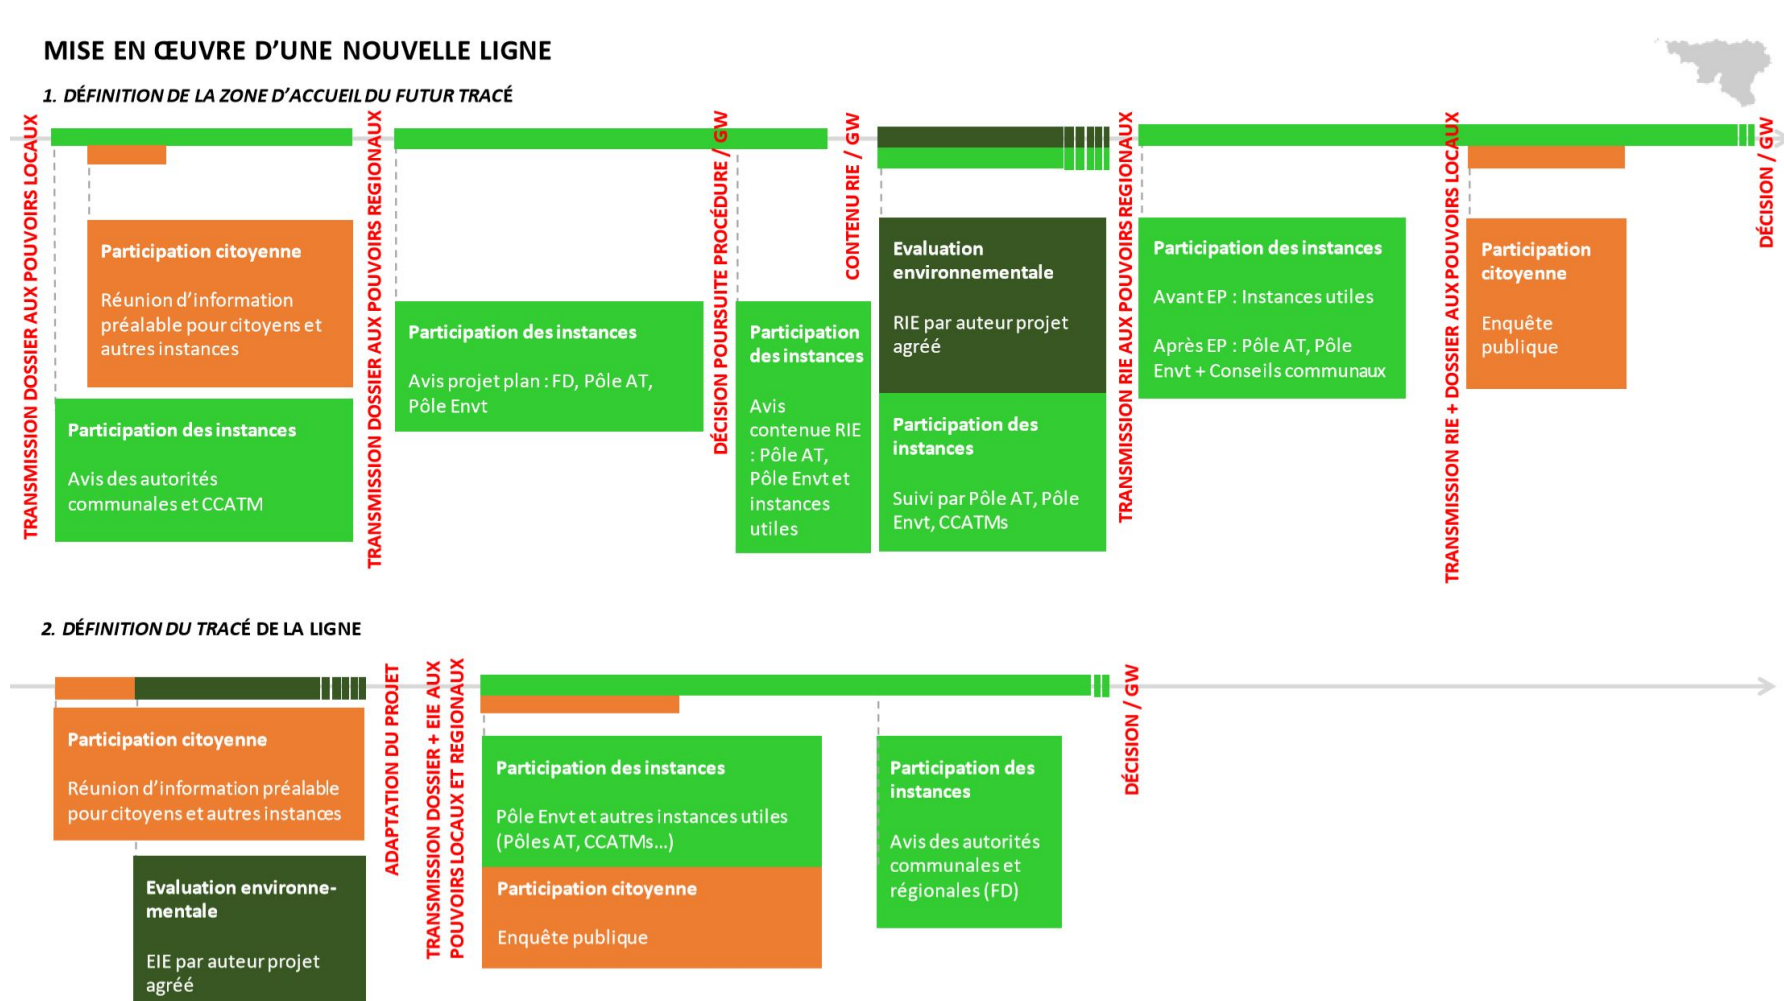 MISE EN ŒUVRE D’UNE NOUVELLE LIGNE
1. DÉFINITION DE LA ZONE D’ACCUEIL DU FUTUR TRACÉ
TRANSMISSION DOSSIER AUX POUVOIRS LOCAUX
Participation citoyenne
Réunion d’information
préalable pour citoyens et
autres instances
Participation des instances
Avis des autorités
communales et CCATM
TRANSMISSION DOSSIER AUX POUVOIRS REGIONAUX
Participation des instances
Avis projet plan : FD, Pôle AT,
Pôle Envt
DÉCISION POURSUITE PROCÉDURE / GW
Participation
des instances
Avis
contenue RIE
: Pôle AT,
Pôle Envt et
instances
utiles
CONTENU RIE / GW
Evaluation
environnementale
RIE par auteur projet
agréé
Participation des
instances
Suivi par Pôle AT, Pôle
Envt, CCATMs
TRANSMISSION RIE AUX POUVOIRS REGIONAUX
Participation des instances
Avant EP : Instances utiles
Après EP : Pôle AT, Pôle
Envt + Conseils communaux
TRANSMISSION RIE + DOSSIER AUX POUVOIRS LOCAUX
Participation
citoyenne
Enquête
publique
DÉCISION / GW
2. DÉFINITION DU TRACÉ DE LA LIGNE
Participation citoyenne
Réunion d’information préalable
pour citoyens et autres instances
Evaluation environne-
mentale
EIE par auteur projet
agréé
ADAPTATION DU PROJET
TRANSMISSION DOSSIER + EIE AUX
POUVOIRS LOCAUX ET REGIONAUX
Participation des instances
Pôle Envt et autres instances utiles
(Pôles AT, CCATMs…)
Participation citoyenne
Enquête publique
Participation des
instances
Avis des autorités
communales et
régionales (FD)
DÉCISION / GW